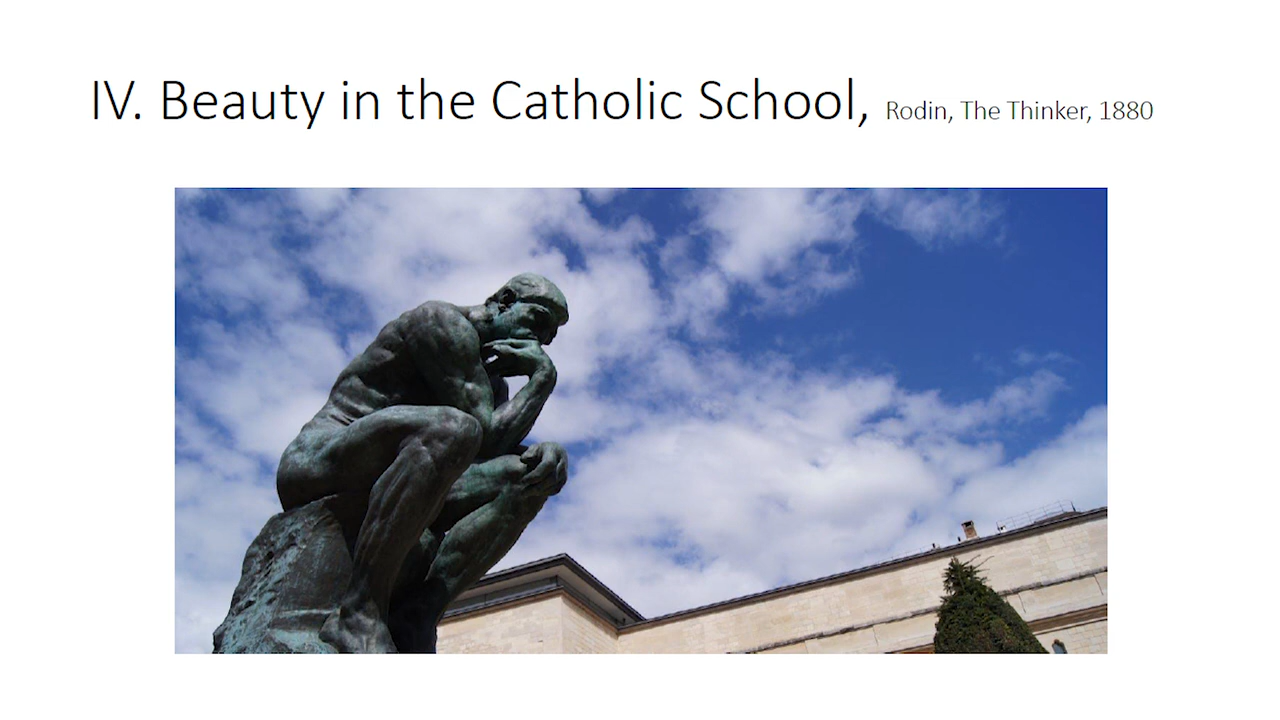 IV. Beauty in the Catholic School, Rodin, The Thinker, 1880